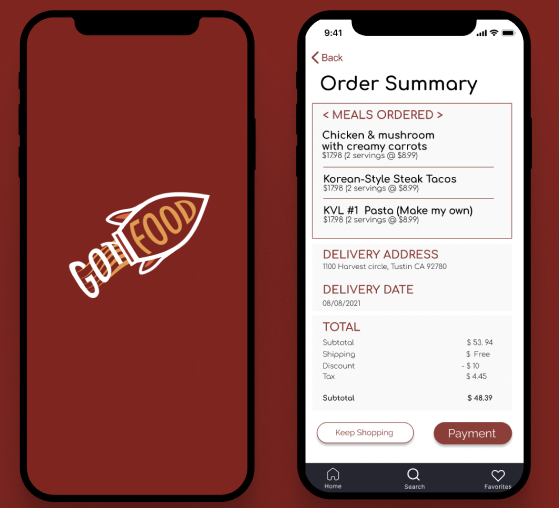 GOT FOOD
9:41
Back
Order Summary
< MEALS ORDERED >
Chicken & mushroom
with creamy carrots
$17.98 (2 servings @ $8.99)
Korean-Style Steak Tacos
$17.98 (2 servings @ $8.99)
KVL #1 Pasta (Make my own)
$17.98 (2 servings @ $8.99)
DELIVERY ADDRESS
1100 Harvest circle, Tustin CA 92780
DELIVERY DATE
08/08/2021
TOTAL
Subtotal $ 53. 94
Shipping $ Free
Discount - $ 10
Tax $ 4.45
Subtotal $ 48.39
Keep Shopping Payment
Home Search Favorites